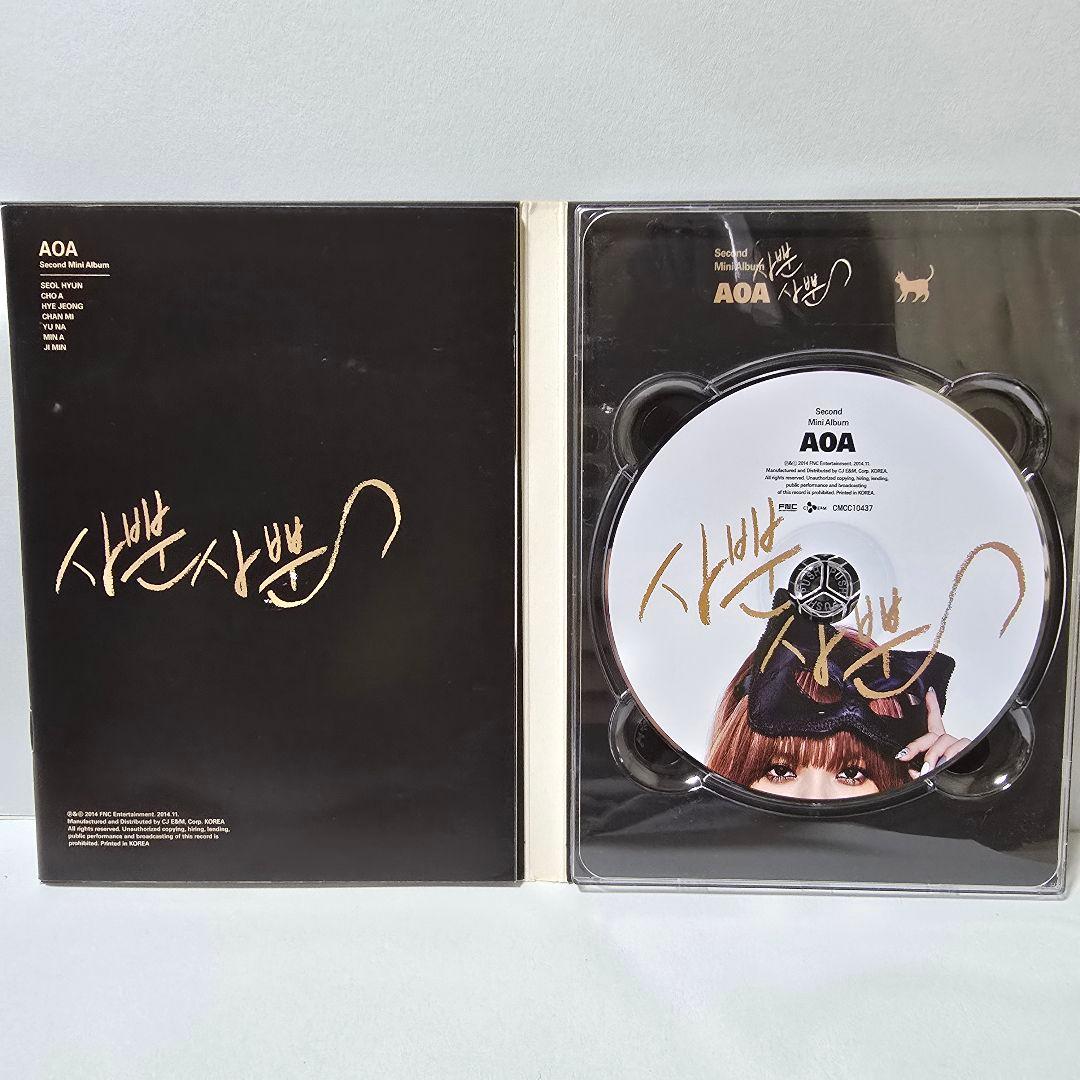 AOA
Second Mini Album
SEOL HYUN
CHO A
HYE JEONG
CHAN MI
YU NA
MIN A
JI MIN
사뿐사뿐
℗&© 2014 FNC Entertainment. 2014.11.
Manufactured and Distributed by CJ E&M, Corp. KOREA
All rights reserved. Unauthorized copying, hiring, lending,
public performance and broadcasting of this record is
prohibited. Printed in KOREA
Second
Mini Album
AOA
사뿐
사뿐
Second
Mini Album
AOA
℗&© 2014 FNC Entertainment. 2014.11.
Manufactured and Distributed by CJ E&M, Corp. KOREA.
All rights reserved. Unauthorized copying, hiring, lending,
public performance and broadcasting
of this record is prohibited. Printed in KOREA.
FNC CJ E&M CMCC10437
사뿐
사뿐
PUSH PUSH PUSH